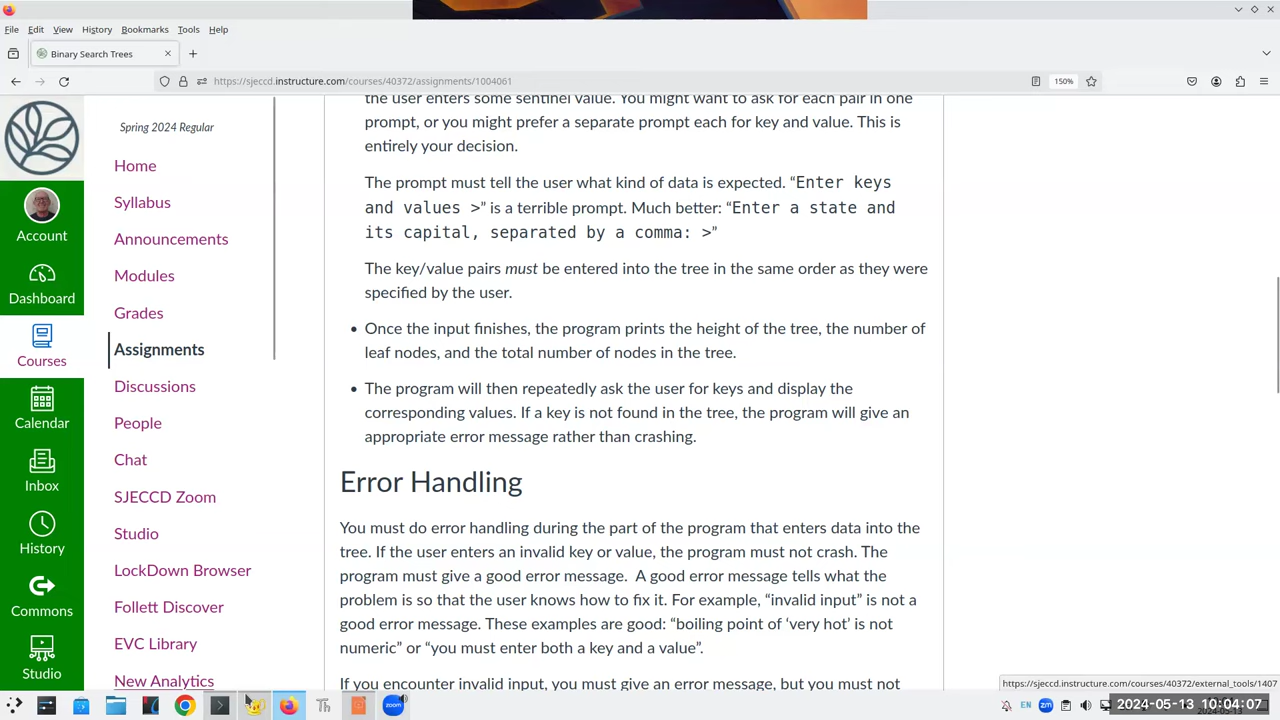 File Edit View History Bookmarks Tools Help
Binary Search Trees
https://sjeccd.instructure.com/courses/40372/assignments/1004061
150%
Spring 2024 Regular
Home
Syllabus
Announcements
Modules
Grades
Assignments
Discussions
People
Chat
SJECCD Zoom
Studio
LockDown Browser
Follett Discover
EVC Library
New Analytics
Account
Dashboard
Courses
Calendar
Inbox
History
Commons
Studio
the user enters some sentinel value. You might want to ask for each pair in one
prompt, or you might prefer a separate prompt each for key and value. This is
entirely your decision.
The prompt must tell the user what kind of data is expected. “Enter keys
and values >” is a terrible prompt. Much better: “Enter a state and
its capital, separated by a comma: >”
The key/value pairs must be entered into the tree in the same order as they were
specified by the user.
• Once the input finishes, the program prints the height of the tree, the number of
leaf nodes, and the total number of nodes in the tree.
• The program will then repeatedly ask the user for keys and display the
corresponding values. If a key is not found in the tree, the program will give an
appropriate error message rather than crashing.
Error Handling
You must do error handling during the part of the program that enters data into the
tree. If the user enters an invalid key or value, the program must not crash. The
program must give a good error message.  A good error message tells what the
problem is so that the user knows how to fix it. For example, “invalid input” is not a
good error message. These examples are good: “boiling point of ‘very hot’ is not
numeric” or “you must enter both a key and a value”.
If you encounter invalid input, you must give an error message, but you must not
https://sjeccd.instructure.com/courses/40372/external_tools/1407
Th
zoom
EN
zm
2024-05-13 10:04:07